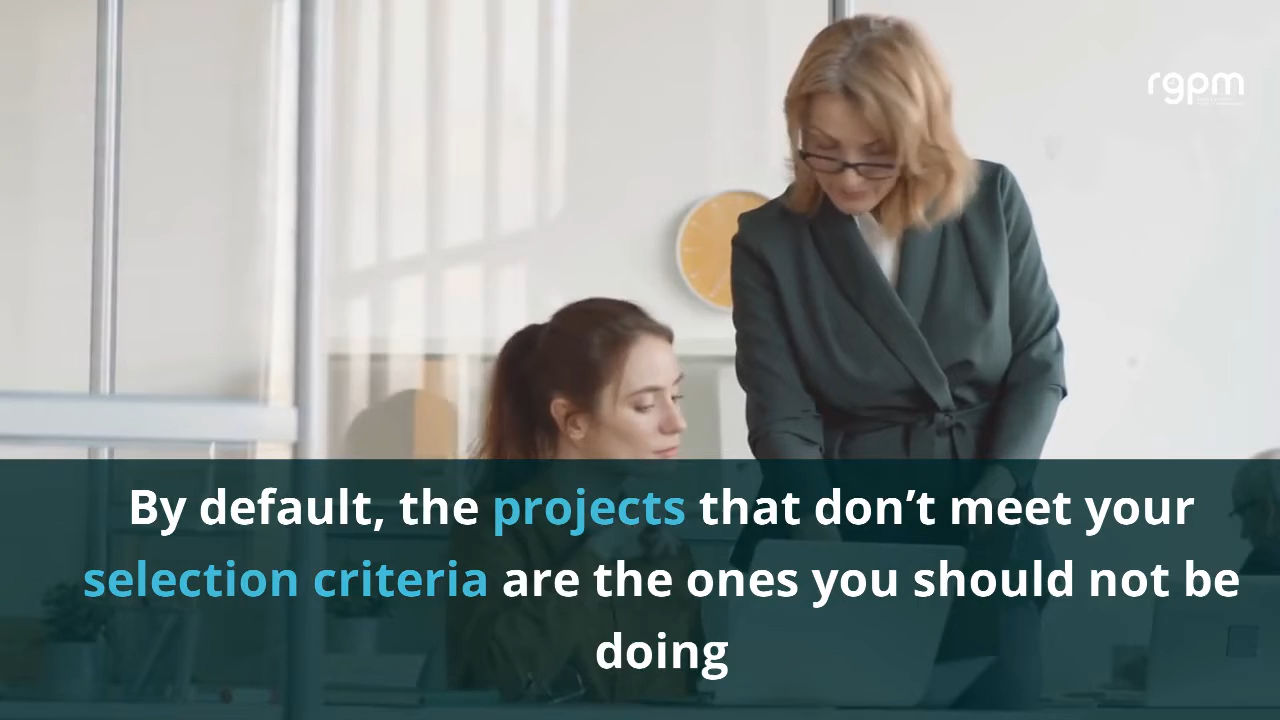 rgpm
By default, the projects that don’t meet your
selection criteria are the ones you should not be
doing